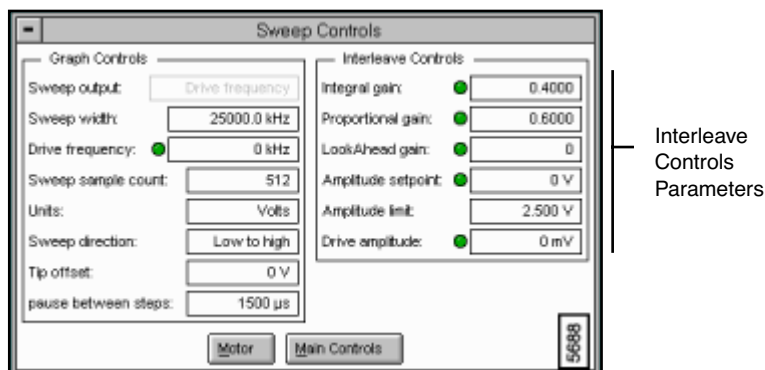 Sweep Controls
Graph Controls
Sweep output: Drive frequency
Sweep width: 25000.0 kHz
Drive frequency: 0 kHz
Sweep sample count: 512
Units: Volts
Sweep direction: Low to high
Tip offset: 0 V
pause between steps: 1500 µs
Interleave Controls
Integral gain: 0.4000
Proportional gain: 0.6000
LookAhead gain: 0
Amplitude setpoint: 0 V
Amplitude limit: 2.500 V
Drive amplitude: 0 mV
Motor
Main Controls
5688
Interleave
Controls
Parameters